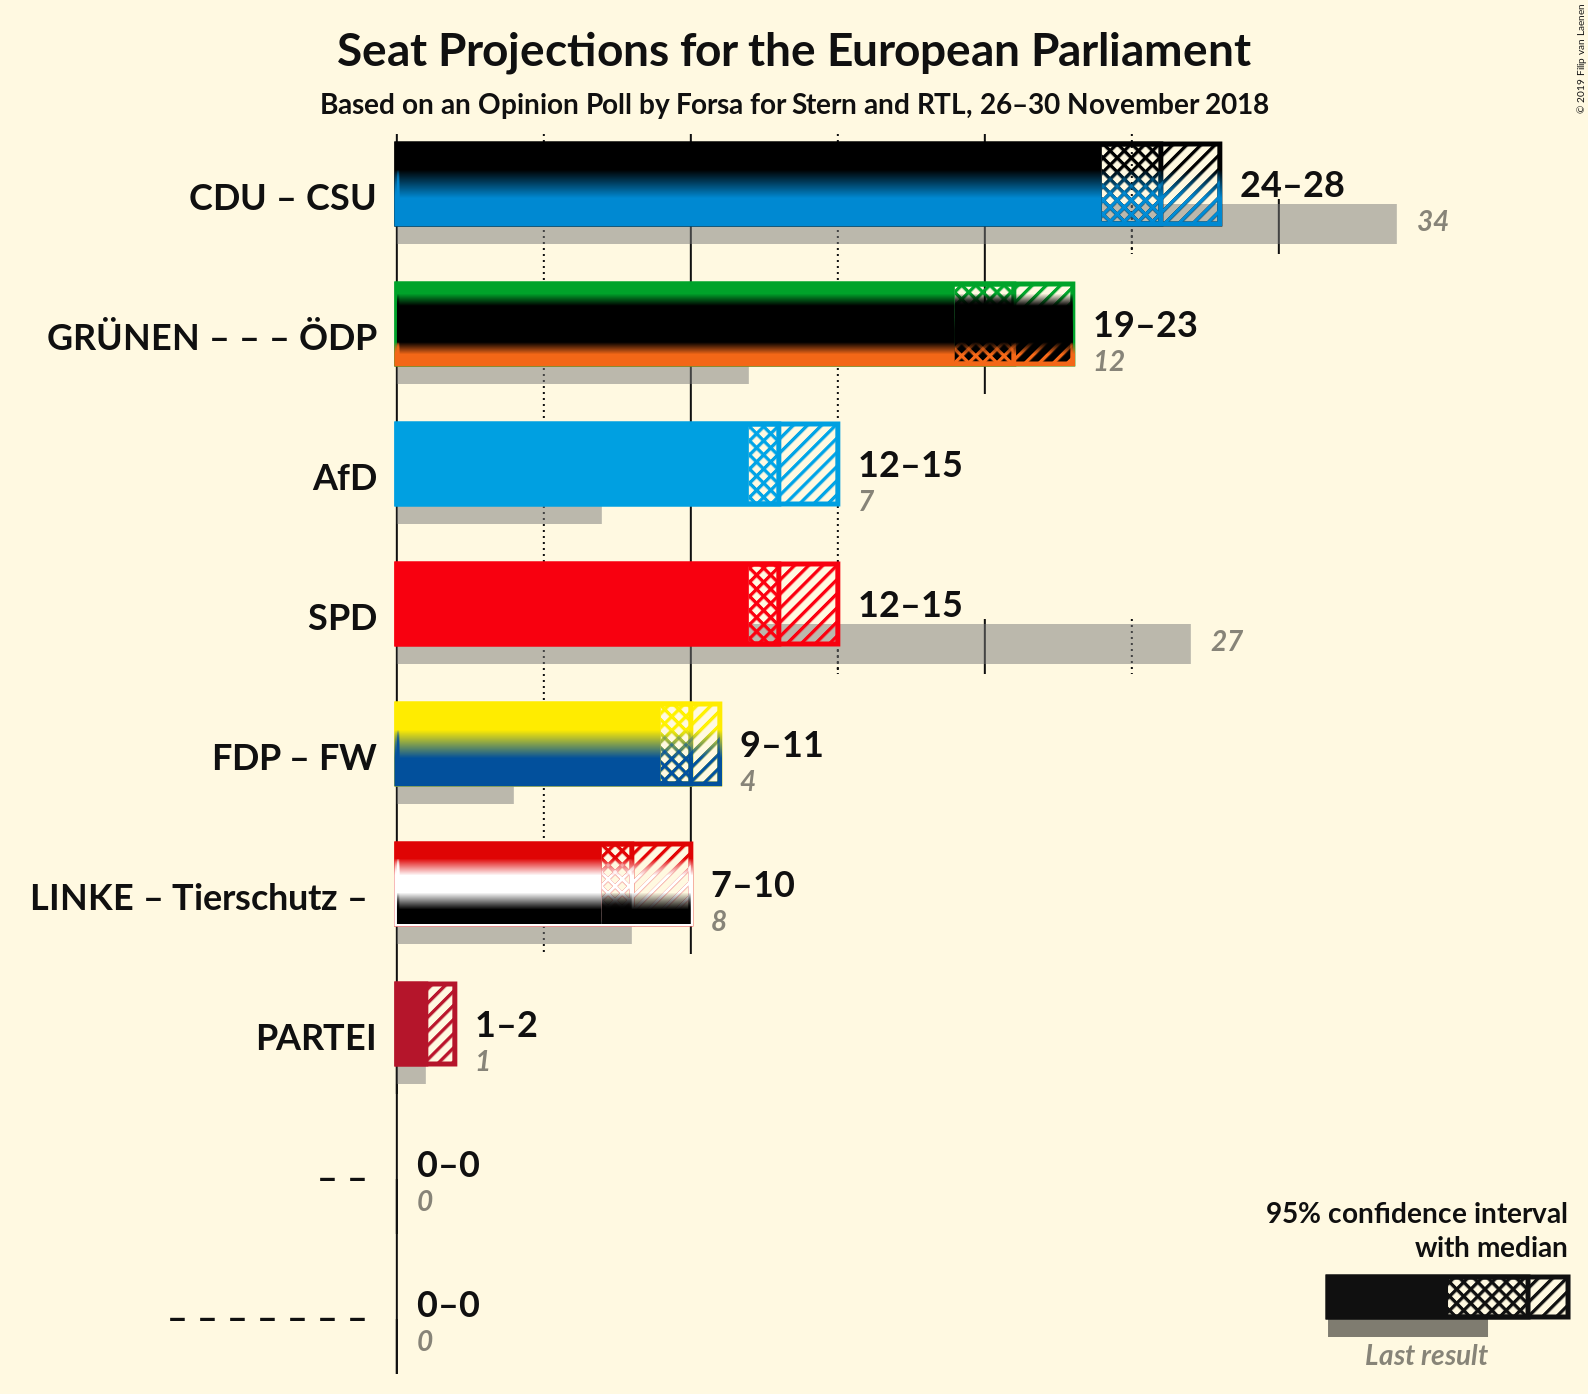 Seat Projections for the European Parliament
Based on an Opinion Poll by Forsa for Stern and RTL, 26–30 November 2018
© 2019 Filip van Laenen
CDU – CSU
24–28
34
GRÜNEN – – – ÖDP
19–23
12
AfD
12–15
7
SPD
12–15
27
FDP – FW
9–11
4
LINKE – Tierschutz –
7–10
8
PARTEI
1–2
1
– –
0–0
0
– – – – – – –
0–0
0
95% confidence interval
with median
Last result